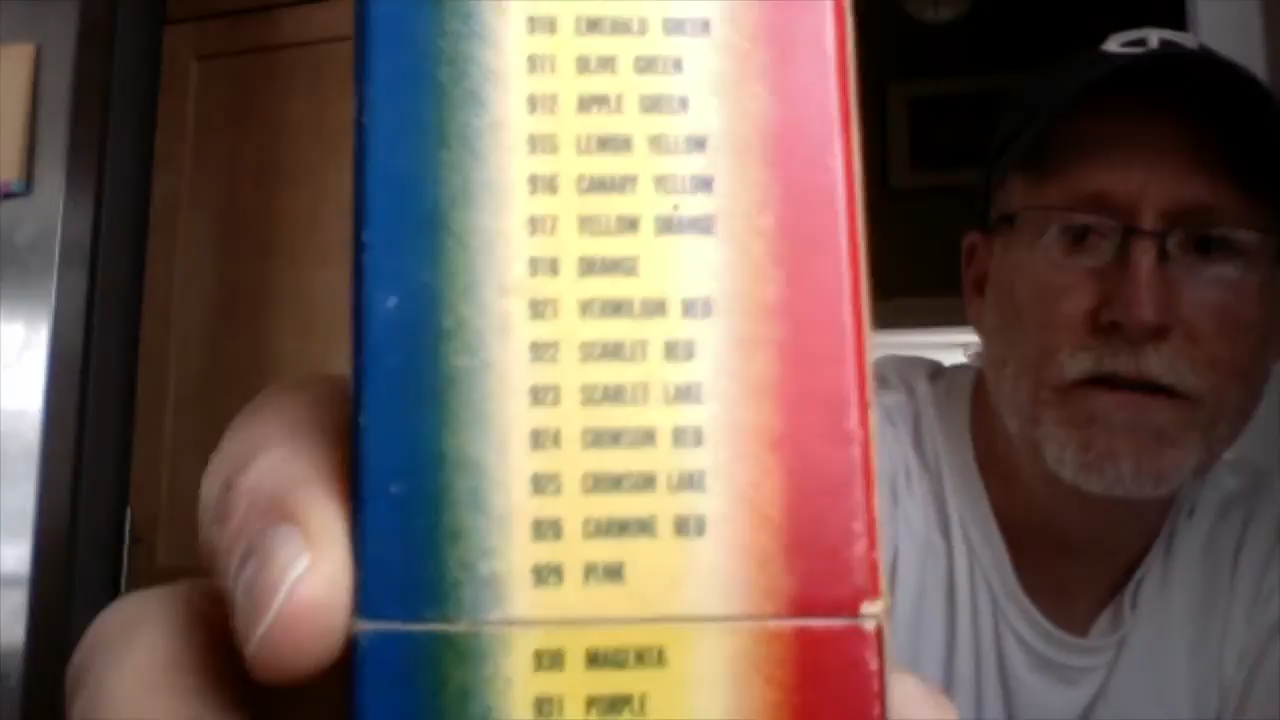 910 EMERALD GREEN
911 OLIVE GREEN
912 APPLE GREEN
915 LEMON YELLOW
916 CANARY YELLOW
917 YELLOW ORANGE
918 ORANGE
921 VERMILION RED
922 SCARLET RED
923 SCARLET LAKE
924 CRIMSON RED
925 CRIMSON LAKE
926 CARMINE RED
929 PINK
930 MAGENTA
931 PURPLE